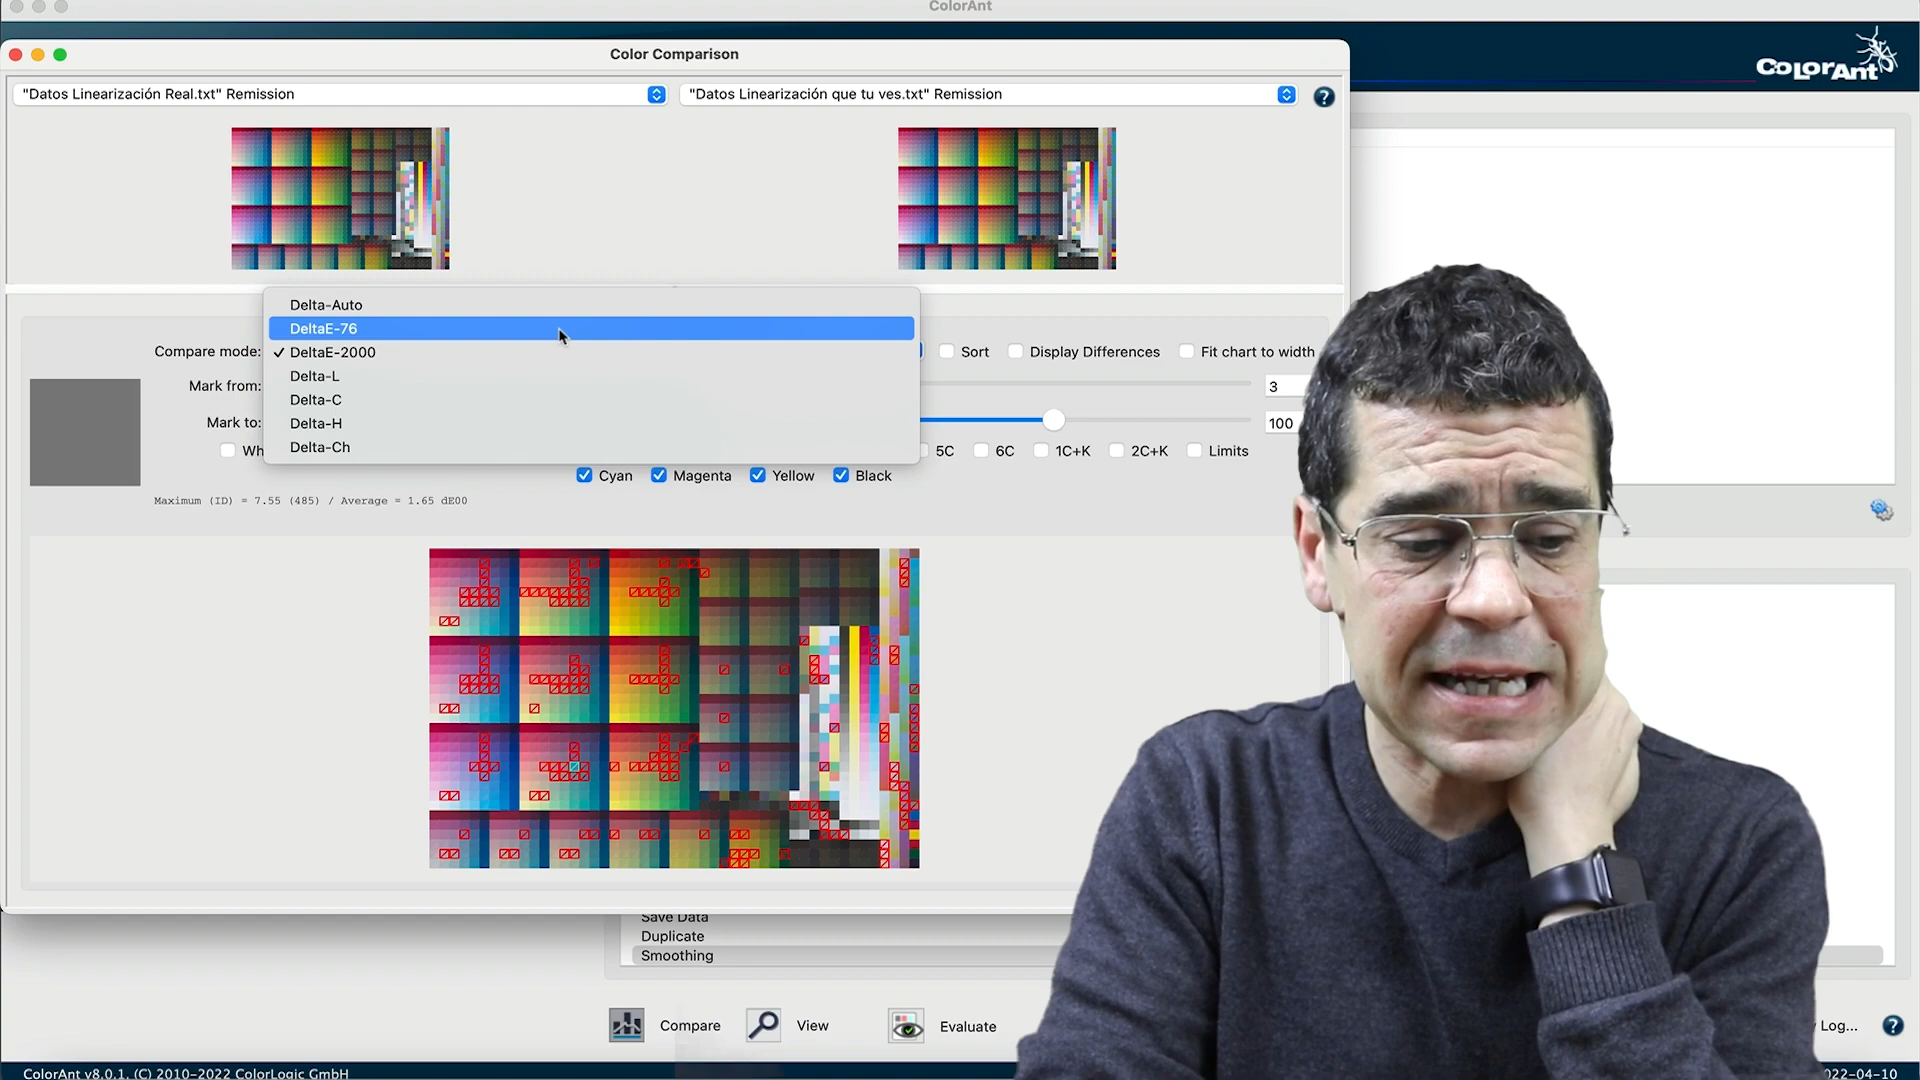 ColorAnt
Color Comparison
COLORANT
"Datos Linearización Real.txt" Remission
"Datos Linearización que tu ves.txt" Remission
?
Delta-Auto
DeltaE-76
Compare mode:
✓ DeltaE-2000
Sort
Display Differences
Fit chart to width
Delta-L
Mark from:
3
Delta-C
Mark to:
Delta-H
100
Delta-Ch
Wh
5C
6C
1C+K
2C+K
Limits
Cyan
Magenta
Yellow
Black
Maximum (ID) = 7.55 (485) / Average = 1.65 dE00
Save Data
Duplicate
Smoothing
Compare
View
Evaluate
Log...
?
ColorAnt v8.0.1, (C) 2010-2022 ColorLogic GmbH
022-04-10